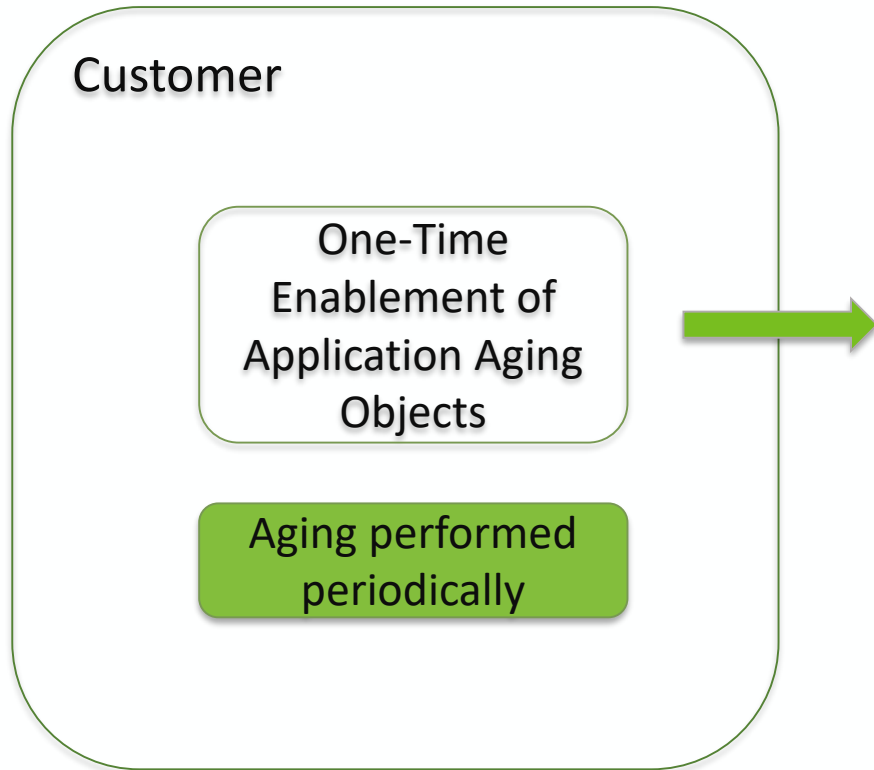 Customer
One-Time
Enablement of
Application Aging
Objects
Aging performed
periodically